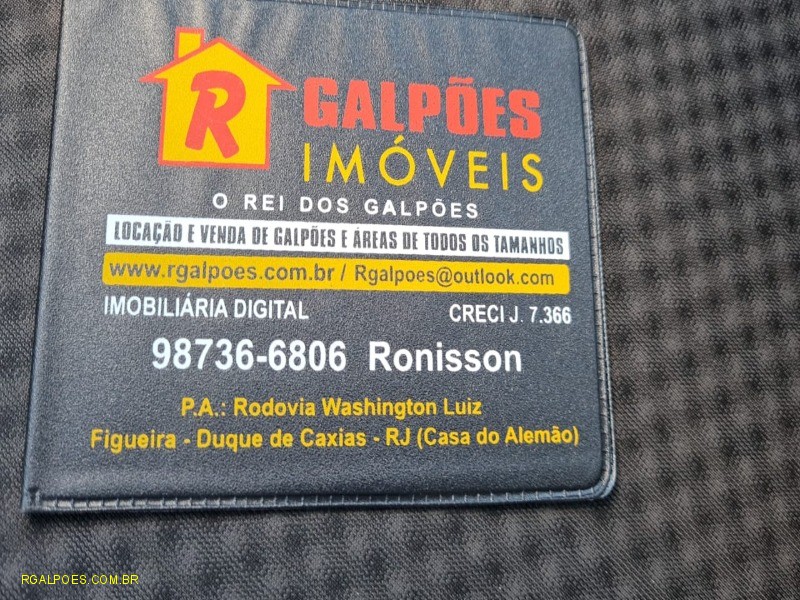 R GALPÕES
IMÓVEIS
O REI DOS GALPÕES
LOCAÇÃO E VENDA DE GALPÕES E ÁREAS DE TODOS OS TAMANHOS
www.rgalpoes.com.br / Rgalpoes@outlook.com
IMOBILIÁRIA DIGITAL CRECI J. 7.366
98736-6806 Ronisson
P.A.: Rodovia Washington Luiz
Figueira - Duque de Caxias - RJ (Casa do Alemão)
RGALPOES.COM.BR